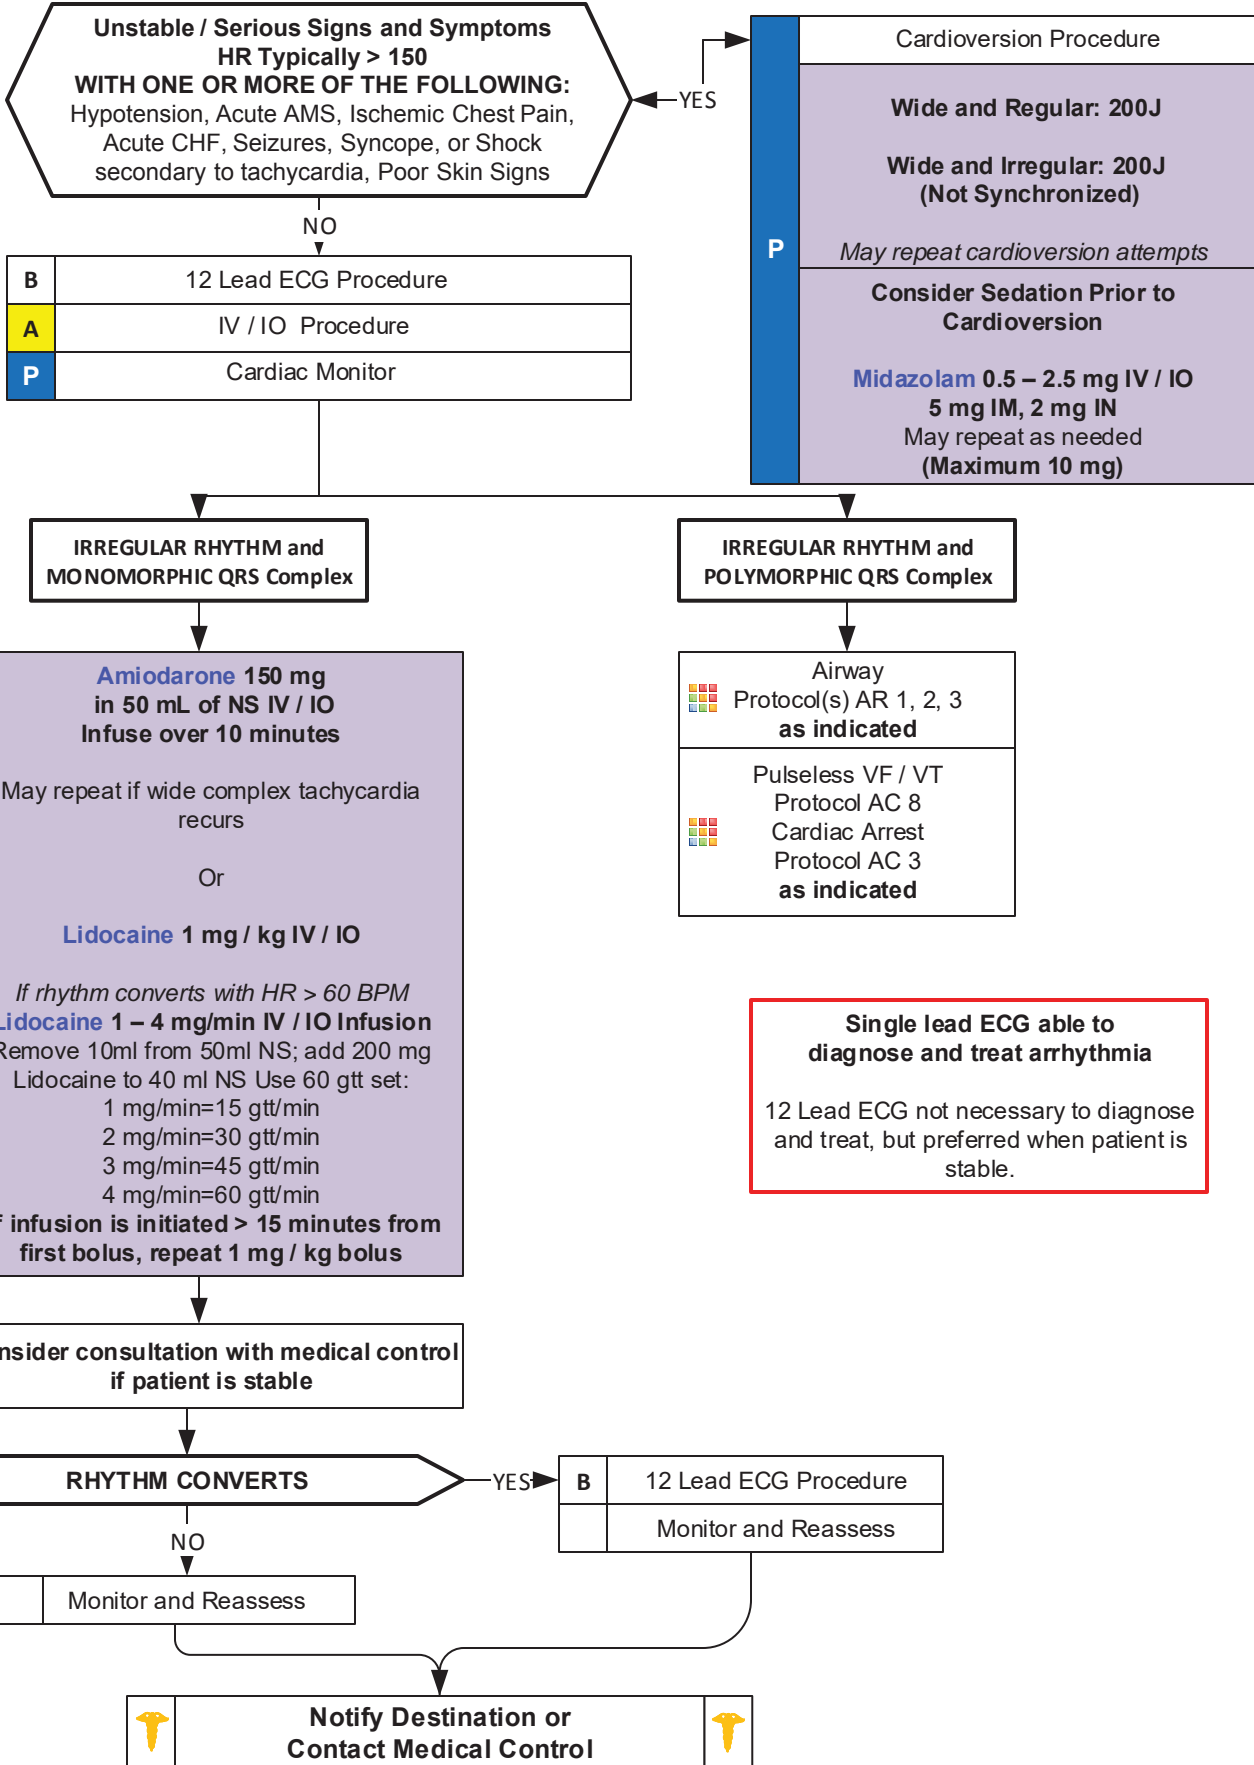 Unstable / Serious Signs and Symptoms
HR Typically > 150
WITH ONE OR MORE OF THE FOLLOWING:
Hypotension, Acute AMS, Ischemic Chest Pain,
Acute CHF, Seizures, Syncope, or Shock
secondary to tachycardia, Poor Skin Signs
YES
NO
P
Cardioversion Procedure
Wide and Regular: 200J
Wide and Irregular: 200J
(Not Synchronized)
May repeat cardioversion attempts
Consider Sedation Prior to
Cardioversion
Midazolam 0.5 – 2.5 mg IV / IO
5 mg IM, 2 mg IN
May repeat as needed
(Maximum 10 mg)
B 12 Lead ECG Procedure
A IV / IO Procedure
P Cardiac Monitor
IRREGULAR RHYTHM and
MONOMORPHIC QRS Complex
IRREGULAR RHYTHM and
POLYMORPHIC QRS Complex
Amiodarone 150 mg
in 50 mL of NS IV / IO
Infuse over 10 minutes
May repeat if wide complex tachycardia
recurs
Or
Lidocaine 1 mg / kg IV / IO
If rhythm converts with HR > 60 BPM
Lidocaine 1 – 4 mg/min IV / IO Infusion
Remove 10ml from 50ml NS; add 200 mg
Lidocaine to 40 ml NS Use 60 gtt set:
1 mg/min=15 gtt/min
2 mg/min=30 gtt/min
3 mg/min=45 gtt/min
4 mg/min=60 gtt/min
f infusion is initiated > 15 minutes from
first bolus, repeat 1 mg / kg bolus
Airway
Protocol(s) AR 1, 2, 3
as indicated
Pulseless VF / VT
Protocol AC 8
Cardiac Arrest
Protocol AC 3
as indicated
Single lead ECG able to
diagnose and treat arrhythmia
12 Lead ECG not necessary to diagnose
and treat, but preferred when patient is
stable.
nsider consultation with medical control
if patient is stable
RHYTHM CONVERTS
YES
B 12 Lead ECG Procedure
Monitor and Reassess
NO
Monitor and Reassess
Notify Destination or
Contact Medical Control